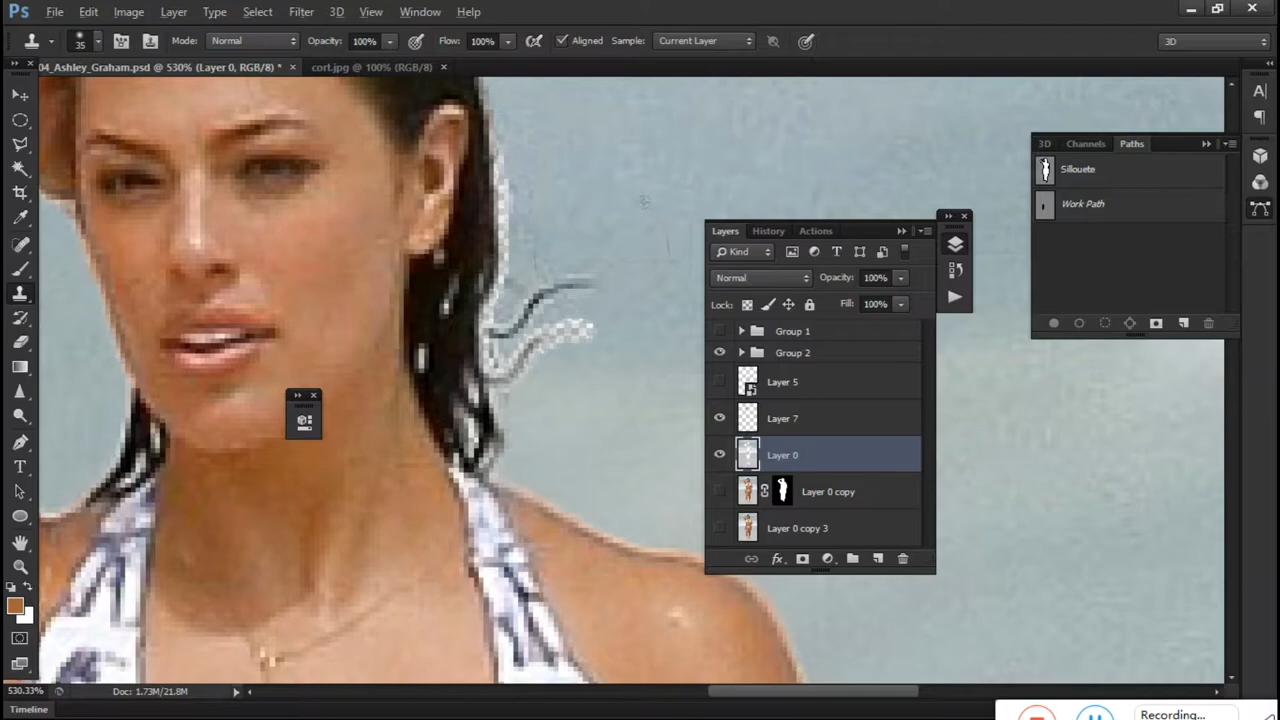 Ps File Edit Image Layer Type Select Filter 3D View Window Help
35 Mode: Normal Opacity: 100% Flow: 100% Aligned Sample: Current Layer 3D
04_Ashley_Graham.psd @ 530% (Layer 0, RGB/8) * × cort.jpg @ 100% (RGB/8) ×
3D Channels Paths
Sillouete
Work Path
Layers History Actions
Kind
Normal Opacity: 100%
Lock: Fill: 100%
Group 1
Group 2
Layer 5
Layer 7
Layer 0
Layer 0 copy
Layer 0 copy 3
530.33% Doc: 1.73M/21.8M
Timeline
Recording...